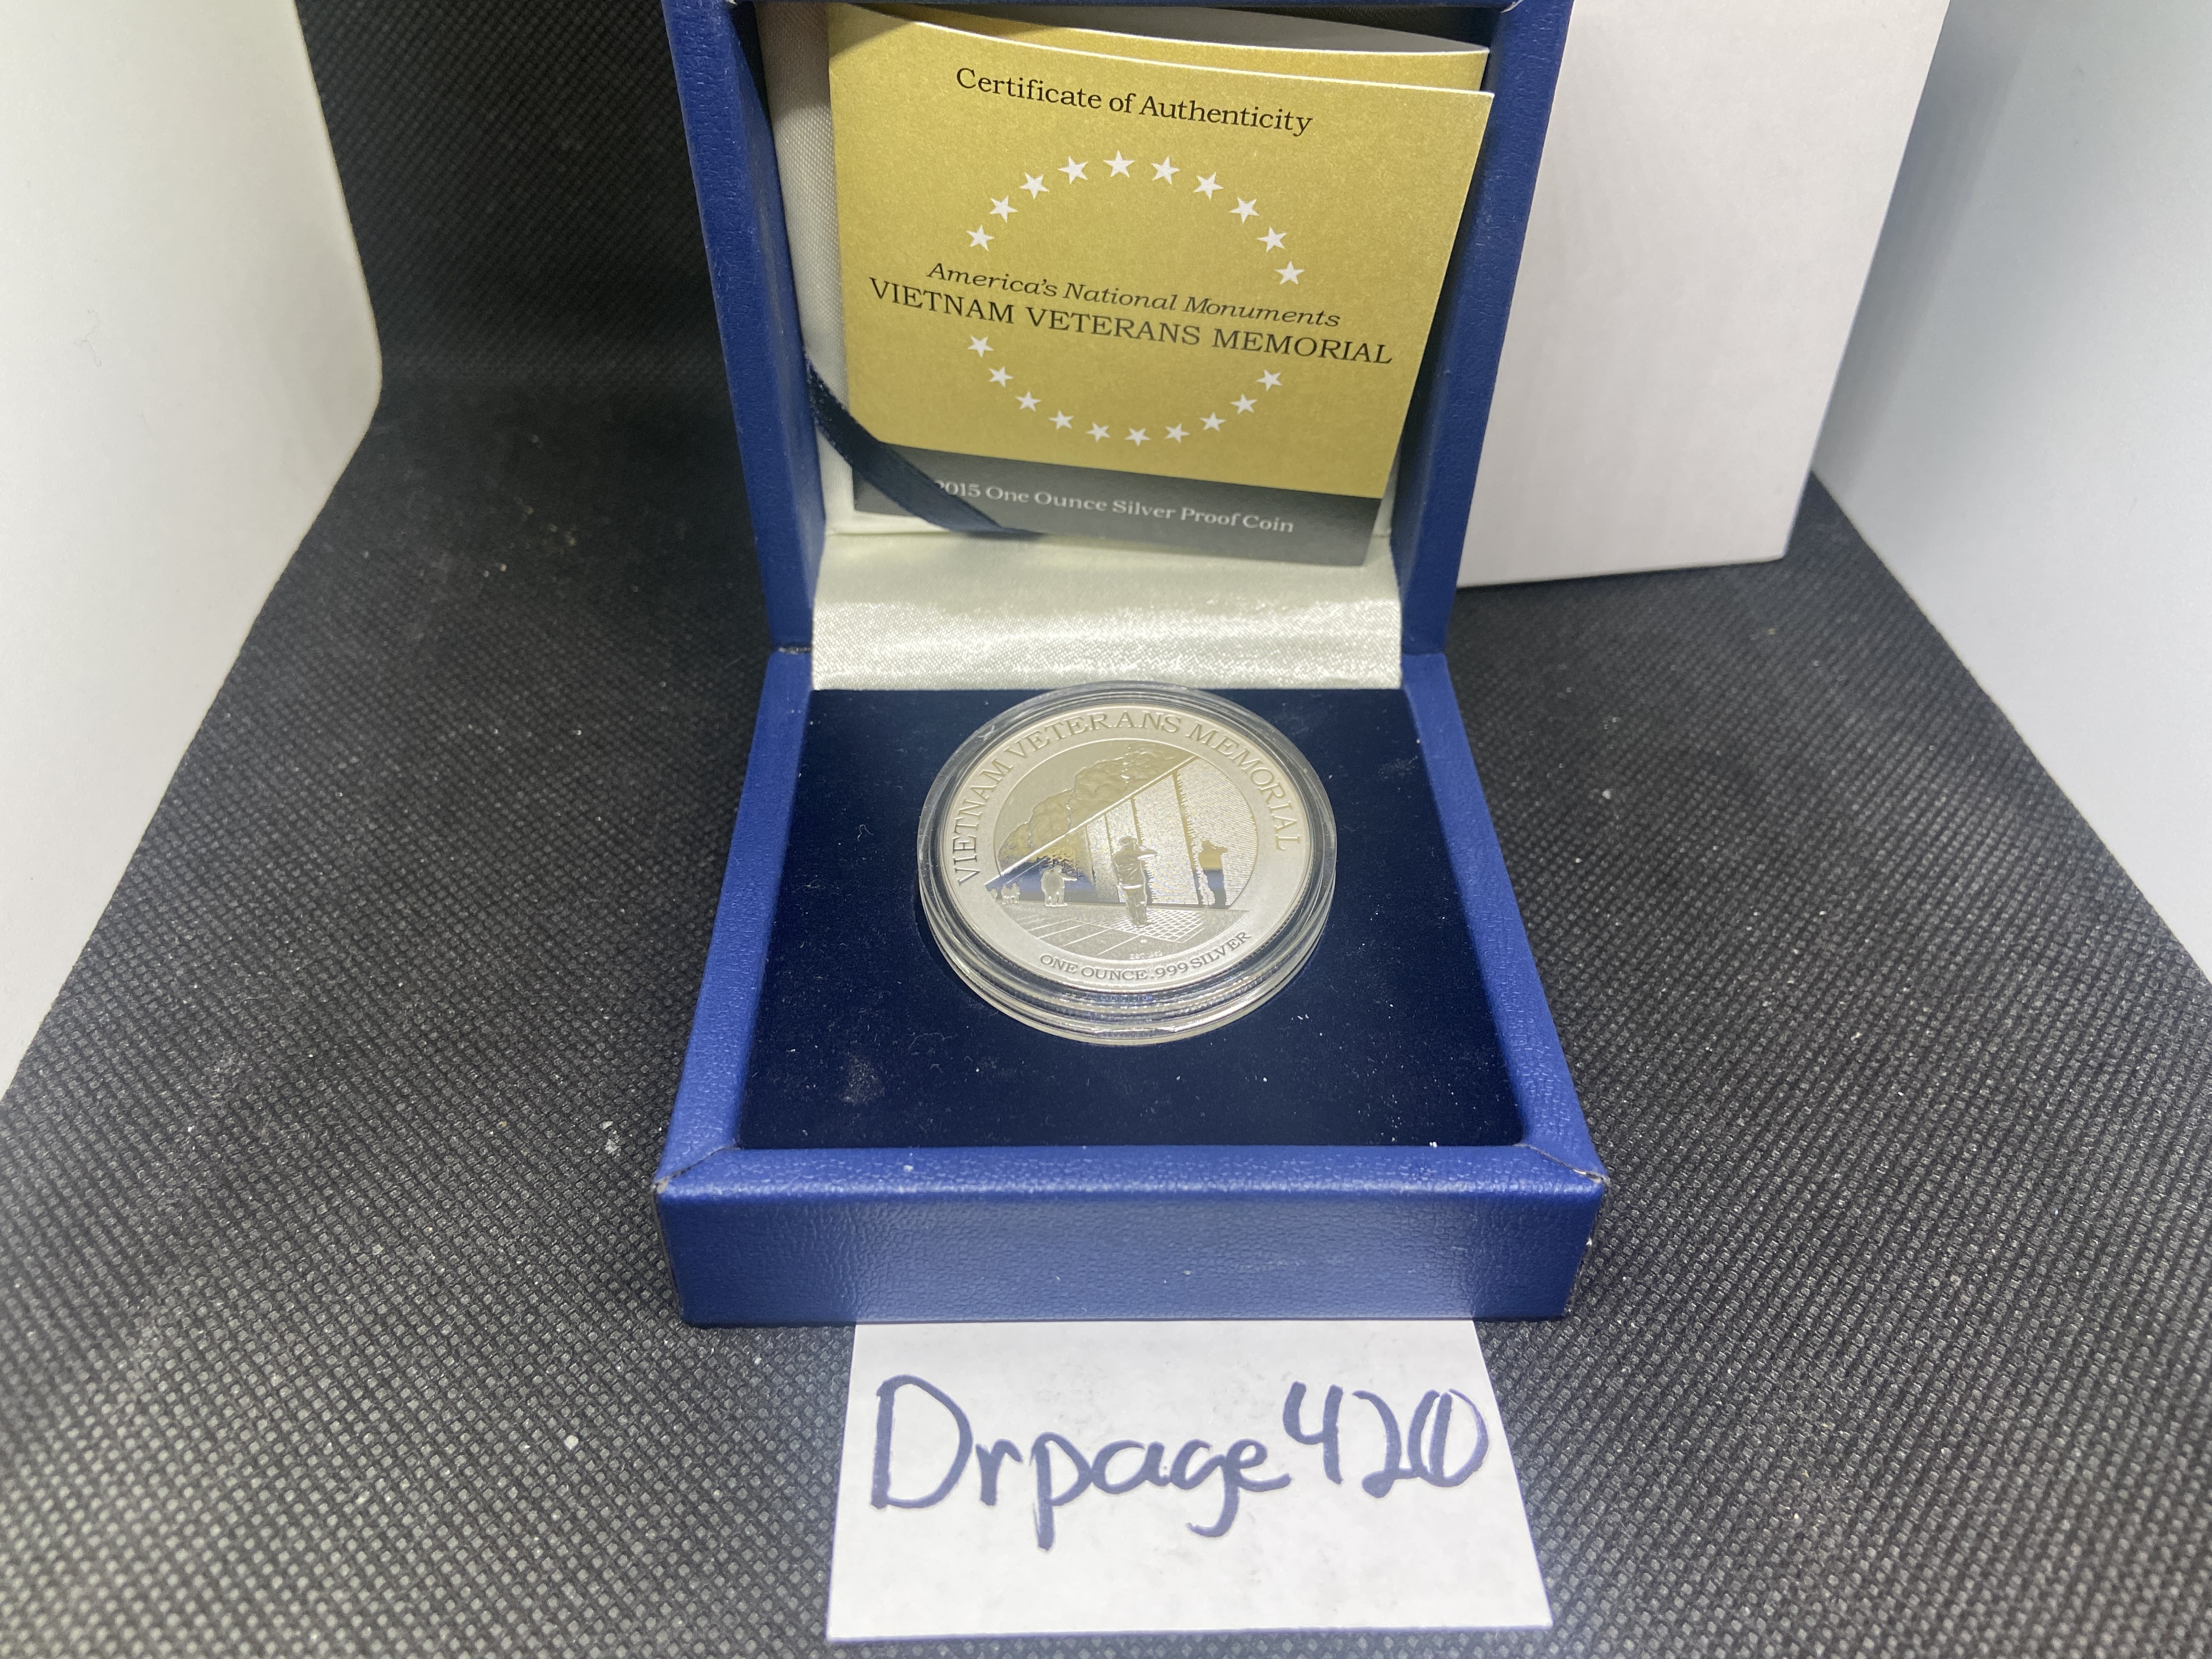 Certificate of Authenticity
America's National Monuments
VIETNAM VETERANS MEMORIAL
2015 One Ounce Silver Proof Coin
VIETNAM VETERANS MEMORIAL
ONE OUNCE .999 SILVER
Drpage420